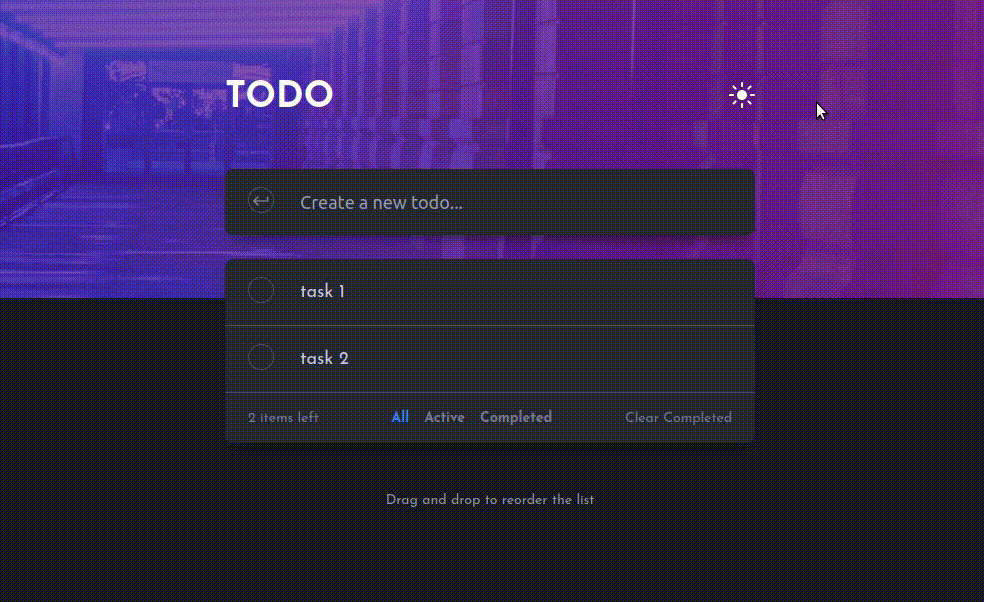 TODO
Create a new todo...
task 1
task 2
2 items left All Active Completed Clear Completed
Drag and drop to reorder the list